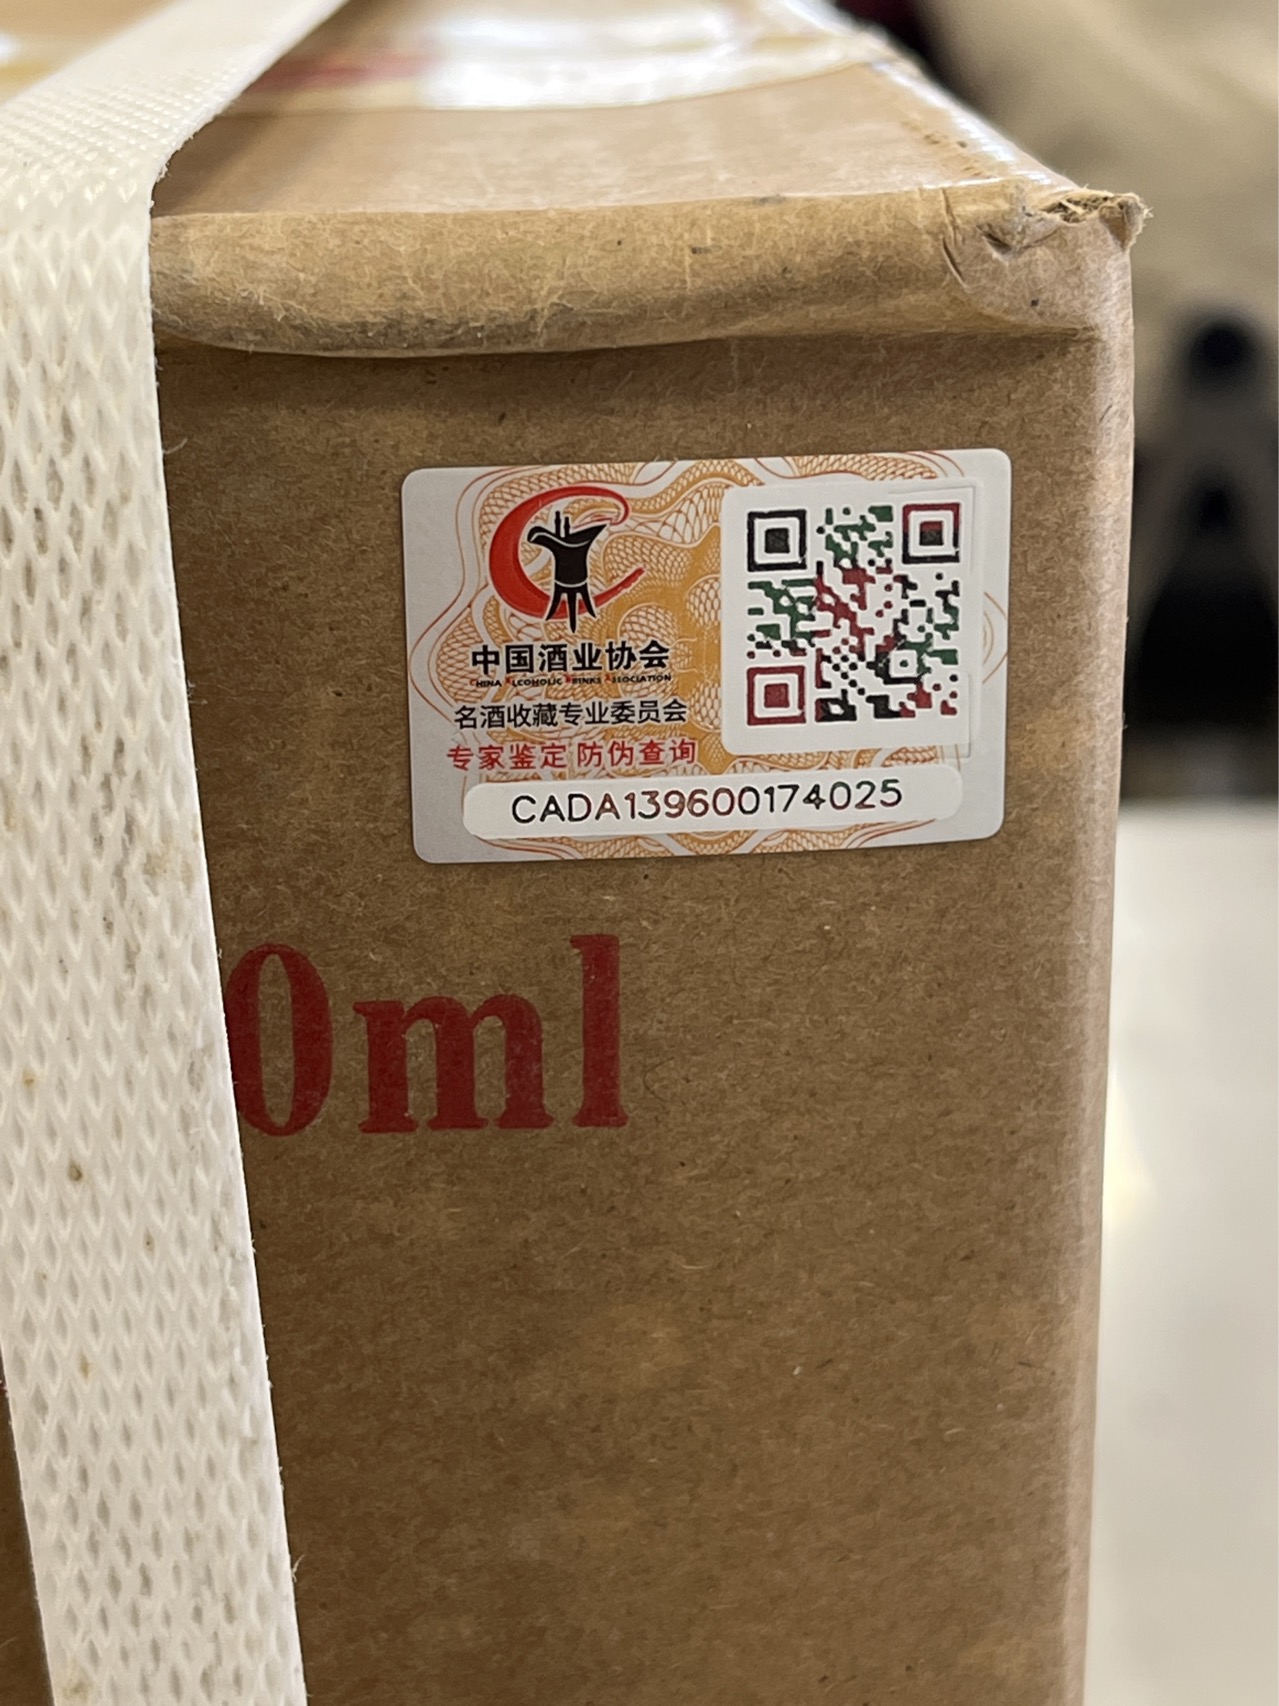 中国酒业协会
CHINA ALCOHOLIC DRINKS ASSOCIATION
名酒收藏专业委员会
专家鉴定 防伪查询
CADA139600174025
0ml